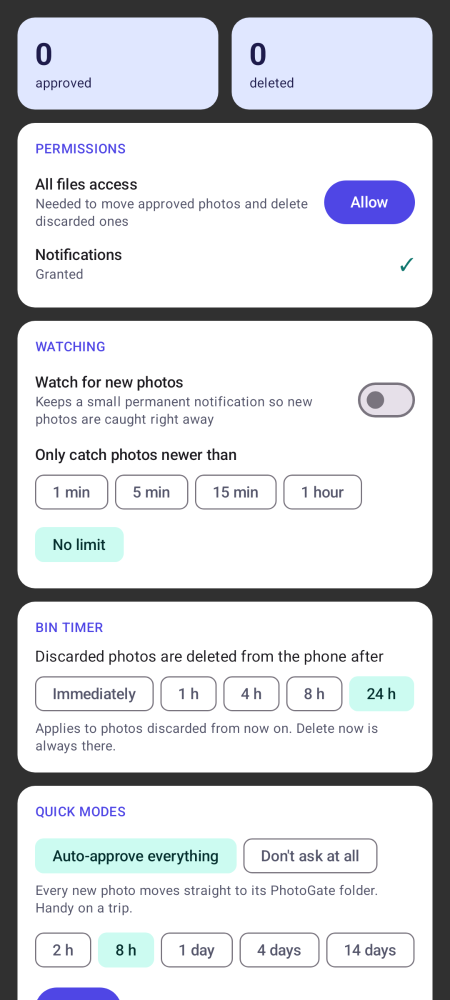 0
approved
0
deleted
PERMISSIONS
All files access
Needed to move approved photos and delete
discarded ones
Allow
Notifications
Granted
✓
WATCHING
Watch for new photos
Keeps a small permanent notification so new
photos are caught right away
Only catch photos newer than
1 min
5 min
15 min
1 hour
No limit
BIN TIMER
Discarded photos are deleted from the phone after
Immediately
1 h
4 h
8 h
24 h
Applies to photos discarded from now on. Delete now is
always there.
QUICK MODES
Auto-approve everything
Don't ask at all
Every new photo moves straight to its PhotoGate folder.
Handy on a trip.
2 h
8 h
1 day
4 days
14 days